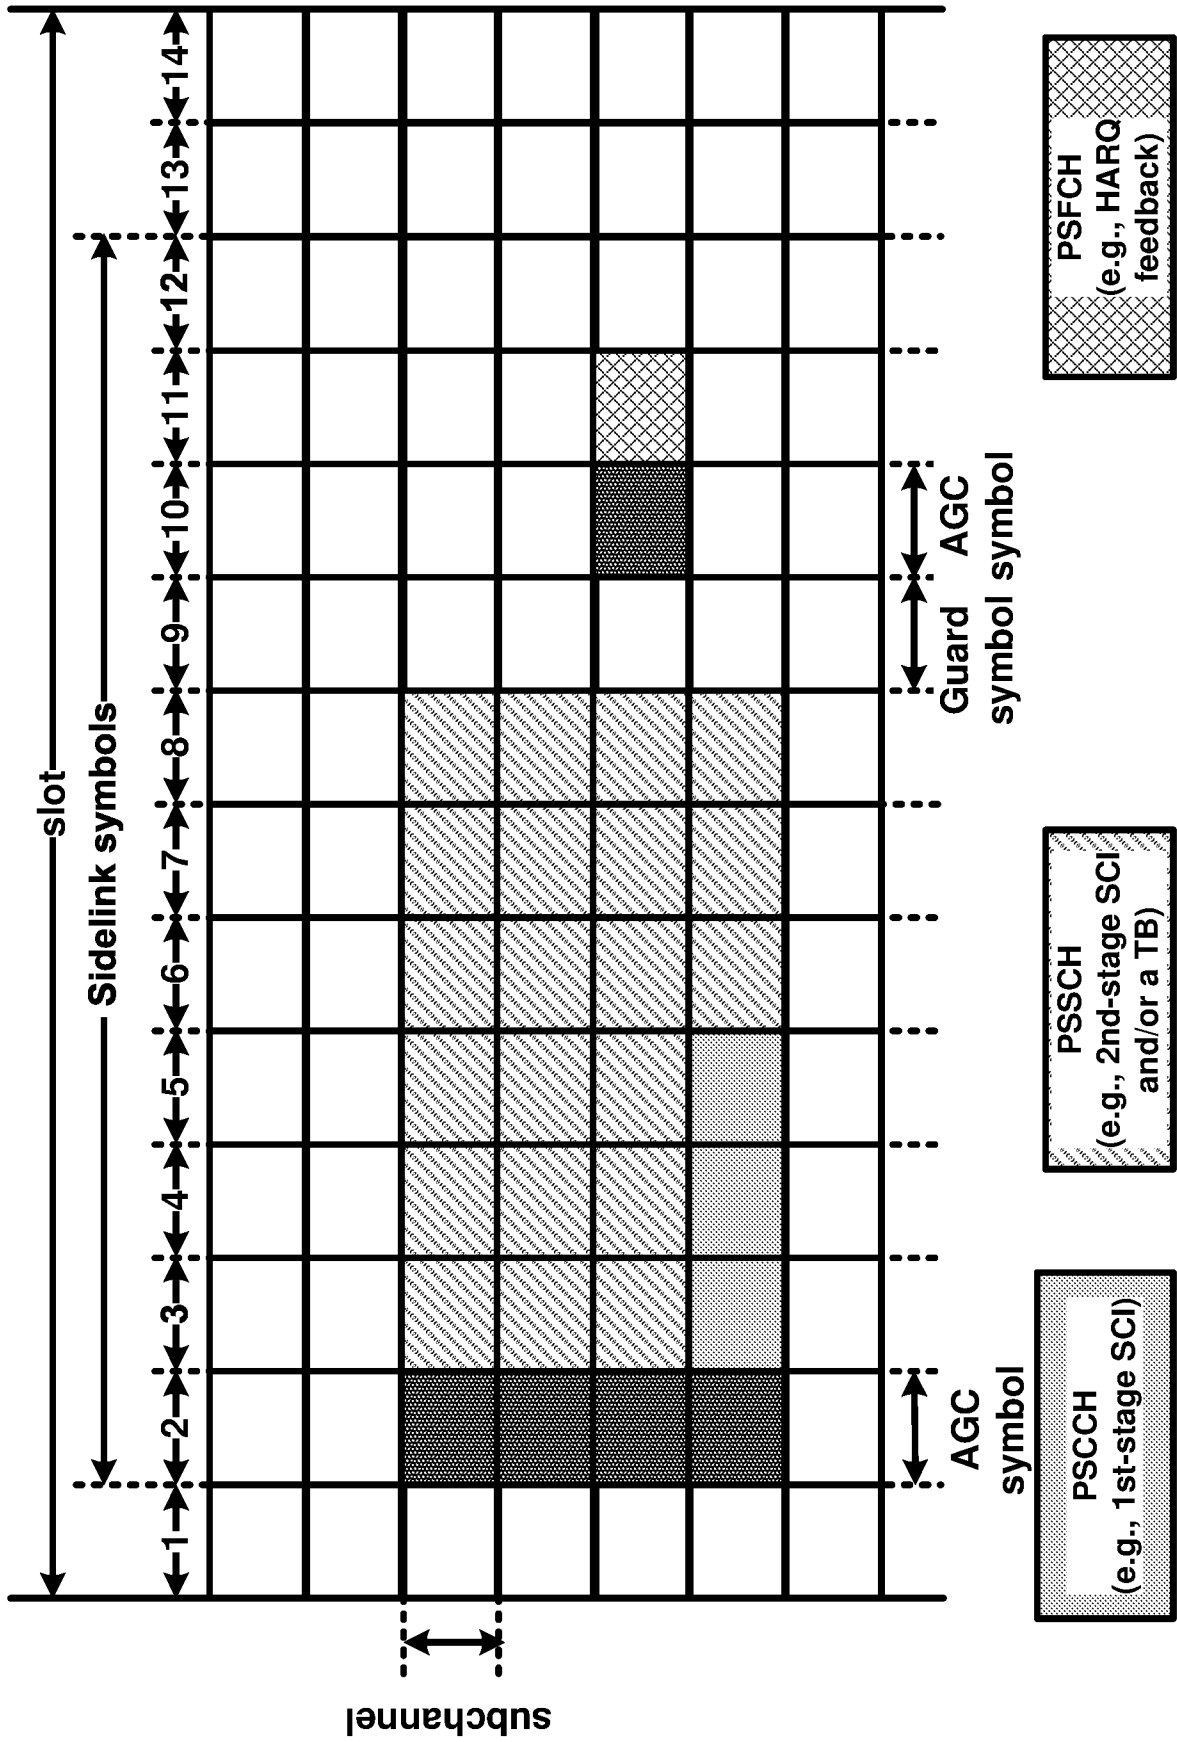 slot
Sidelink symbols
1
2
3
4
5
6
7
8
9
10
11
12
13
14
subchannel
AGC
symbol
Guard
symbol
AGC
symbol
PSCCH
(e.g., 1st-stage SCI)
PSSCH
(e.g., 2nd-stage SCI
and/or a TB)
PSFCH
(e.g., HARQ
feedback)